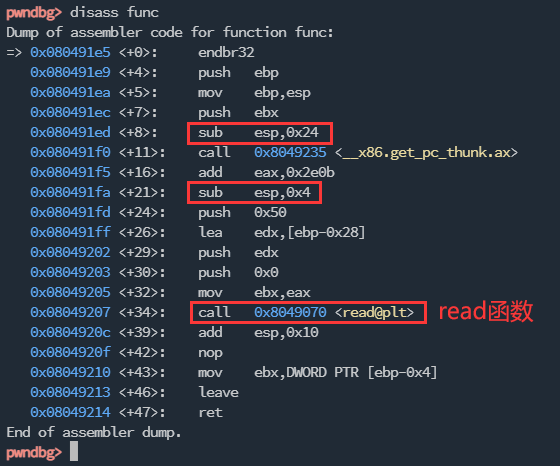 pwndbg> disass func
Dump of assembler code for function func:
=> 0x080491e5 <+0>: endbr32
0x080491e9 <+4>: push ebp
0x080491ea <+5>: mov ebp,esp
0x080491ec <+7>: push ebx
0x080491ed <+8>: sub esp,0x24
0x080491f0 <+11>: call 0x8049235 <__x86.get_pc_thunk.ax>
0x080491f5 <+16>: add eax,0x2e0b
0x080491fa <+21>: sub esp,0x4
0x080491fd <+24>: push 0x50
0x080491ff <+26>: lea edx,[ebp-0x28]
0x08049202 <+29>: push edx
0x08049203 <+30>: push 0x0
0x08049205 <+32>: mov ebx,eax
0x08049207 <+34>: call 0x8049070 <read@plt> read函数
0x0804920c <+39>: add esp,0x10
0x0804920f <+42>: nop
0x08049210 <+43>: mov ebx,DWORD PTR [ebp-0x4]
0x08049213 <+46>: leave
0x08049214 <+47>: ret
End of assembler dump.
pwndbg>